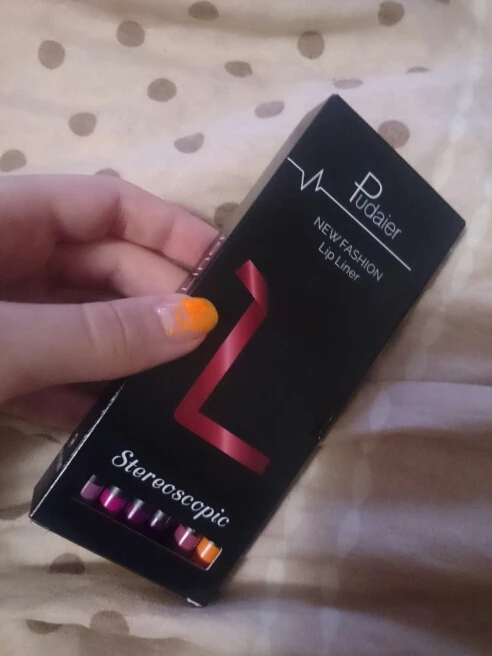 Pudaier
NEW FASHION
Lip Liner
Stereoscopic